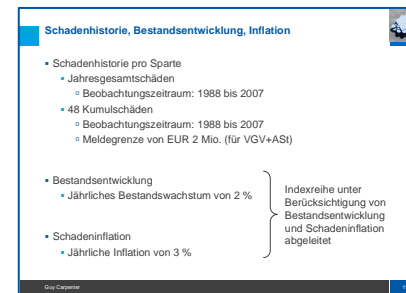 Schadenhistorie, Bestandsentwicklung, Inflation
Schadenhistorie pro Sparte
Jahresgesamtschäden
Beobachtungszeitraum: 1988 bis 2007
48 Kumulschäden
Beobachtungszeitraum: 1988 bis 2007
Meldegrenze von EUR 2 Mio. (für VGV+ASt)
Bestandsentwicklung
Jährliches Bestandswachstum von 2 %
Schadeninflation
Jährliche Inflation von 3 %
Indexreihe unter
Berücksichtigung von
Bestandsentwicklung
und Schadeninflation
abgeleitet
Guy Carpenter